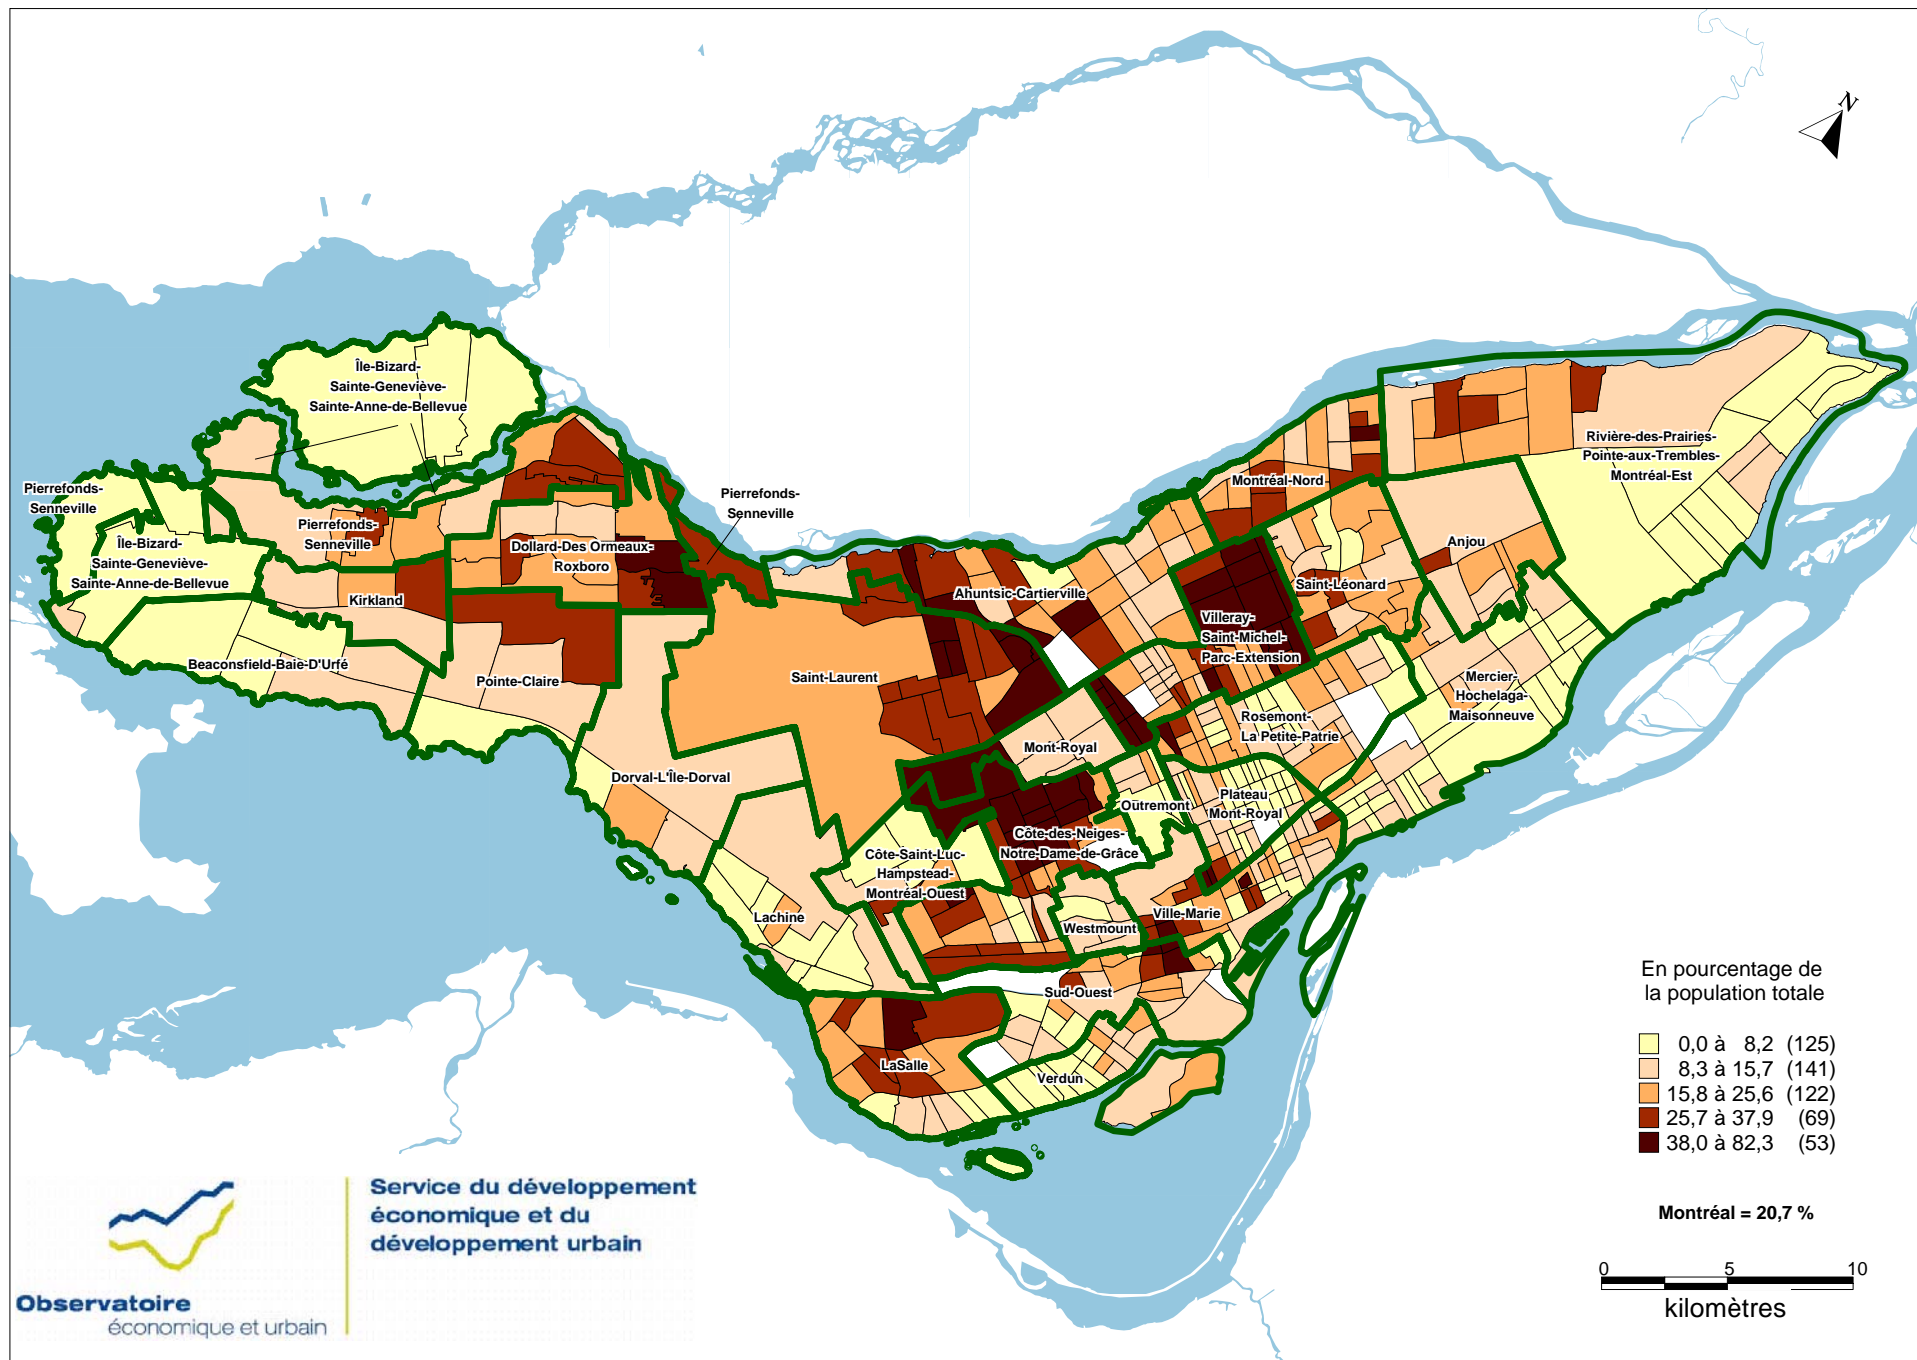 N
Île-Bizard-
Sainte-Geneviève-
Sainte-Anne-de-Bellevue
Pierrefonds-
Senneville
Pierrefonds-
Senneville
Pierrefonds-
Senneville
Île-Bizard-
Sainte-Geneviève-
Sainte-Anne-de-Bellevue
Dollard-Des Ormeaux-
Roxboro
Kirkland
Beaconsfield-Baie-D'Urfé
Pointe-Claire
Dorval-L'Île-Dorval
Saint-Laurent
Ahuntsic-Cartierville
Montréal-Nord
Rivière-des-Prairies-
Pointe-aux-Trembles-
Montréal-Est
Anjou
Saint-Léonard
Villeray-
Saint-Michel-
Parc-Extension
Mercier-
Hochelaga-
Maisonneuve
Rosemont-
La Petite-Patrie
Mont-Royal
Outremont
Plateau
Mont-Royal
Côte-des-Neiges-
Notre-Dame-de-Grâce
Côte-Saint-Luc-
Hampstead-
Montréal-Ouest
Lachine
Westmount
Ville-Marie
Sud-Ouest
LaSalle
Verdun
En pourcentage de
la population totale
0,0 à 8,2 (125)
8,3 à 15,7 (141)
15,8 à 25,6 (122)
25,7 à 37,9 (69)
38,0 à 82,3 (53)
Montréal = 20,7 %
0 5 10
kilomètres
Service du développement
économique et du
développement urbain
Observatoire
économique et urbain